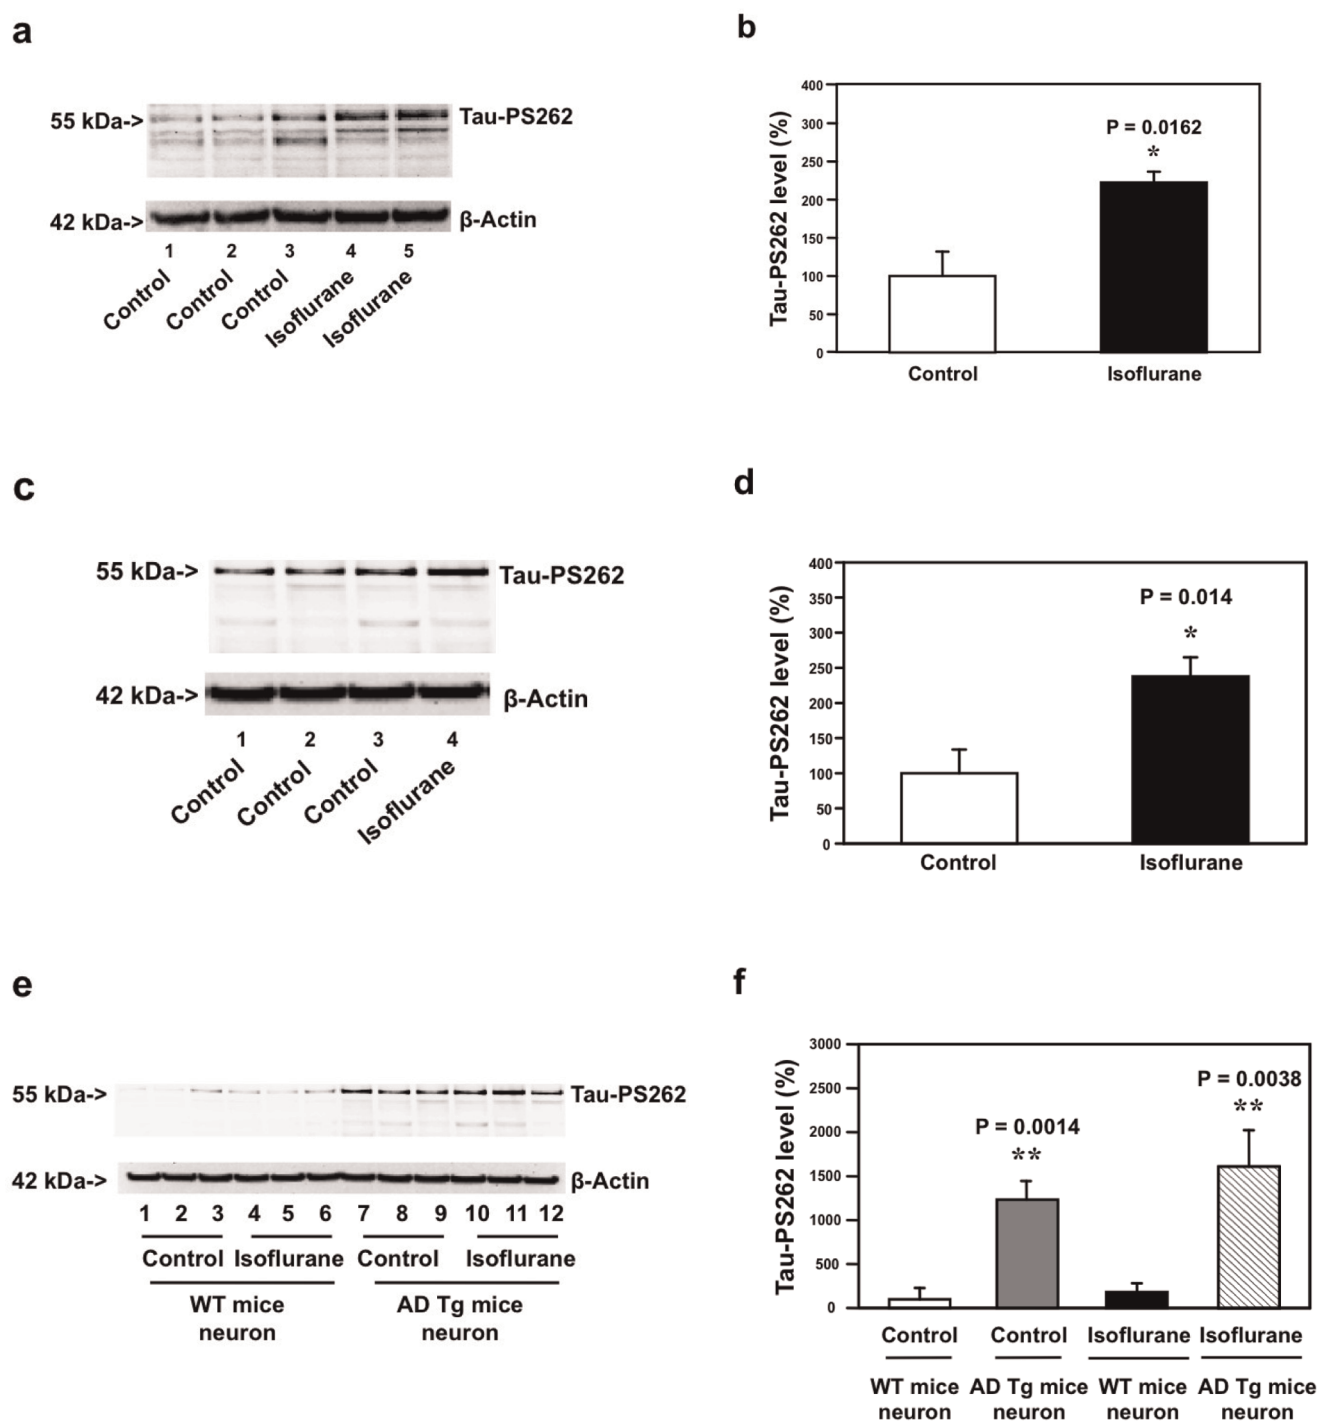 a
55 kDa->
Tau-PS262
42 kDa->
β-Actin
1 2 3 4 5
Control Control Control Isoflurane Isoflurane
b
Tau-PS262 level (%)
400
300
250
200
150
100
50
0
P = 0.0162
*
Control Isoflurane
c
55 kDa->
Tau-PS262
42 kDa->
β-Actin
1 2 3 4
Control Control Control Isoflurane
d
Tau-PS262 level (%)
400
350
300
250
200
150
100
50
0
P = 0.014
*
Control Isoflurane
e
55 kDa->
Tau-PS262
42 kDa->
β-Actin
1 2 3 4 5 6 7 8 9 10 11 12
Control Isoflurane Control Isoflurane
WT mice AD Tg mice
neuron neuron
f
Tau-PS262 level (%)
3000
2500
2000
1500
1000
500
0
P = 0.0014
**
P = 0.0038
**
Control Control Isoflurane Isoflurane
WT mice AD Tg mice WT mice AD Tg mice
neuron neuron neuron neuron